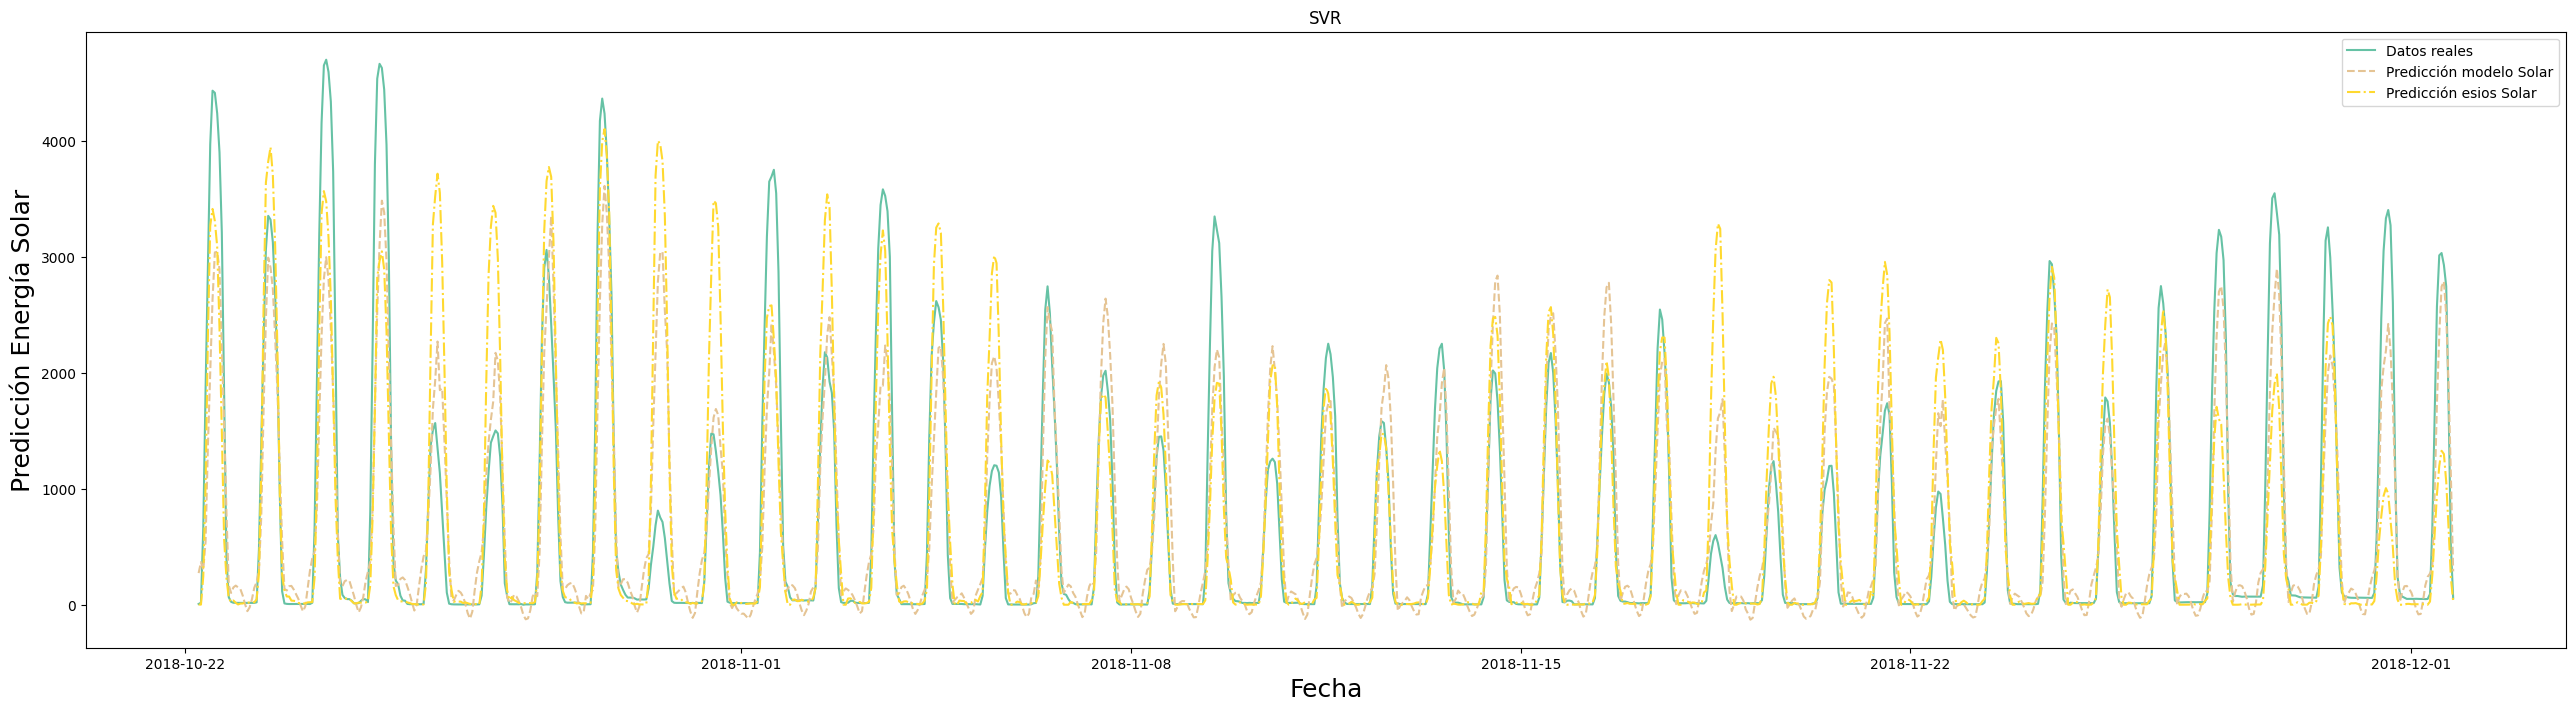 SVR
Datos reales
Predicción modelo Solar
Predicción esios Solar
Predicción Energía Solar
4000
3000
2000
1000
0
2018-10-22
2018-11-01
2018-11-08
2018-11-15
2018-11-22
2018-12-01
Fecha